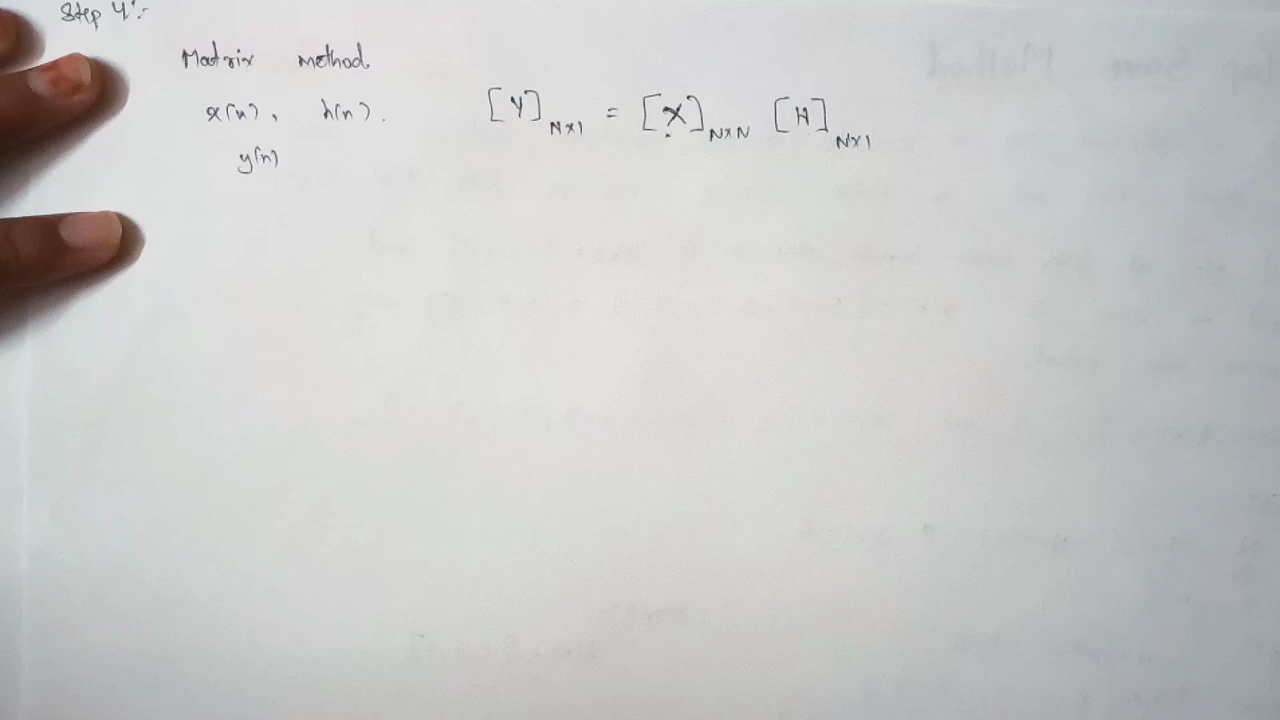 Step 4:-
Matrix method
x(n), h(n). [Y]N×1 = [X]N×N [H]N×1
y(n)